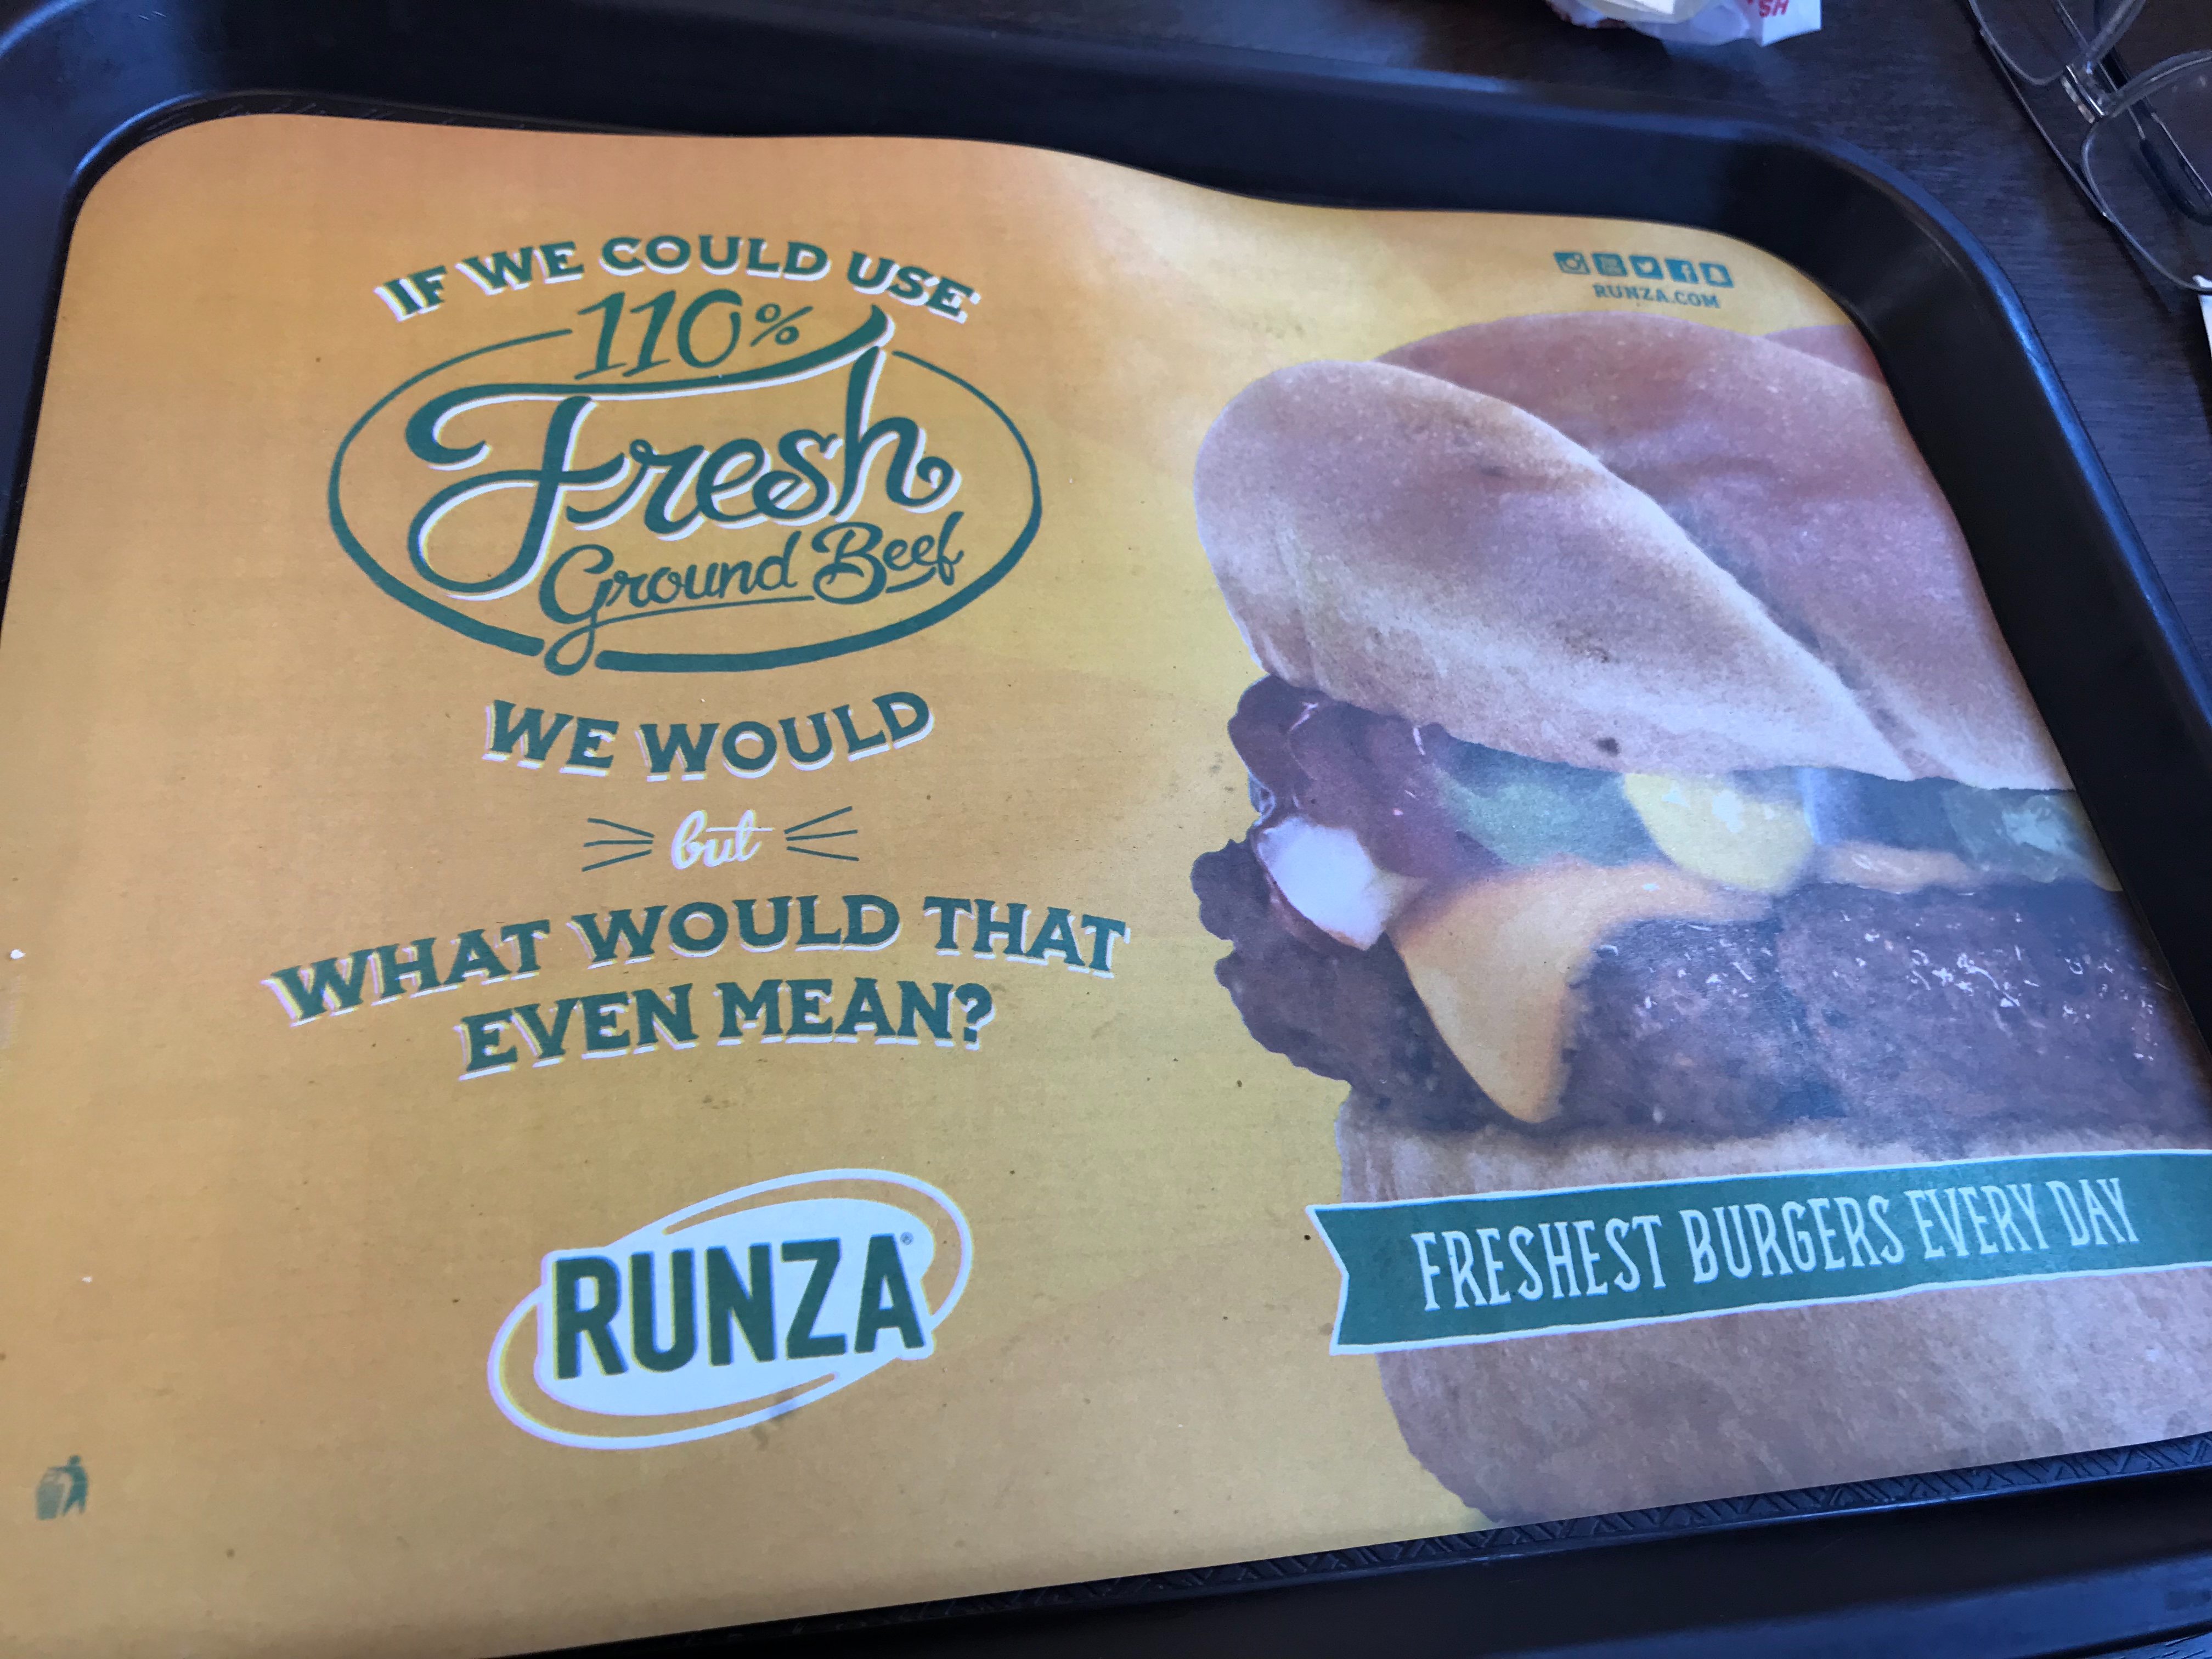 IF WE COULD USE
110%
Fresh
Ground Beef
WE WOULD
but
WHAT WOULD THAT
EVEN MEAN?
RUNZA®
RUNZA.COM
FRESHEST BURGERS EVERY DAY
SH